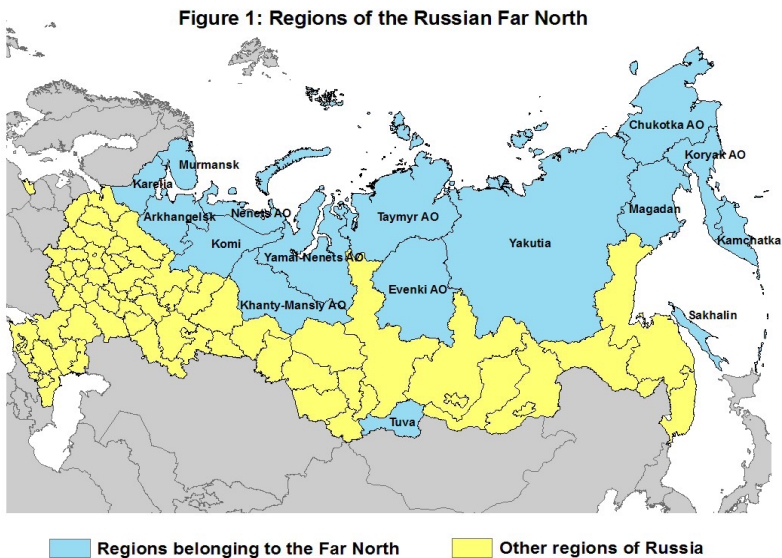 Figure 1: Regions of the Russian Far North
Chukotka AO
Murmansk
Koryak AO
Karelia
Magadan
Arkhangelsk
Nenets AO
Taymyr AO
Komi
Yakutia
Kamchatka
Yamal-Nenets AO
Evenki AO
Khanty-Mansiy AO
Sakhalin
Tuva
Regions belonging to the Far North
Other regions of Russia